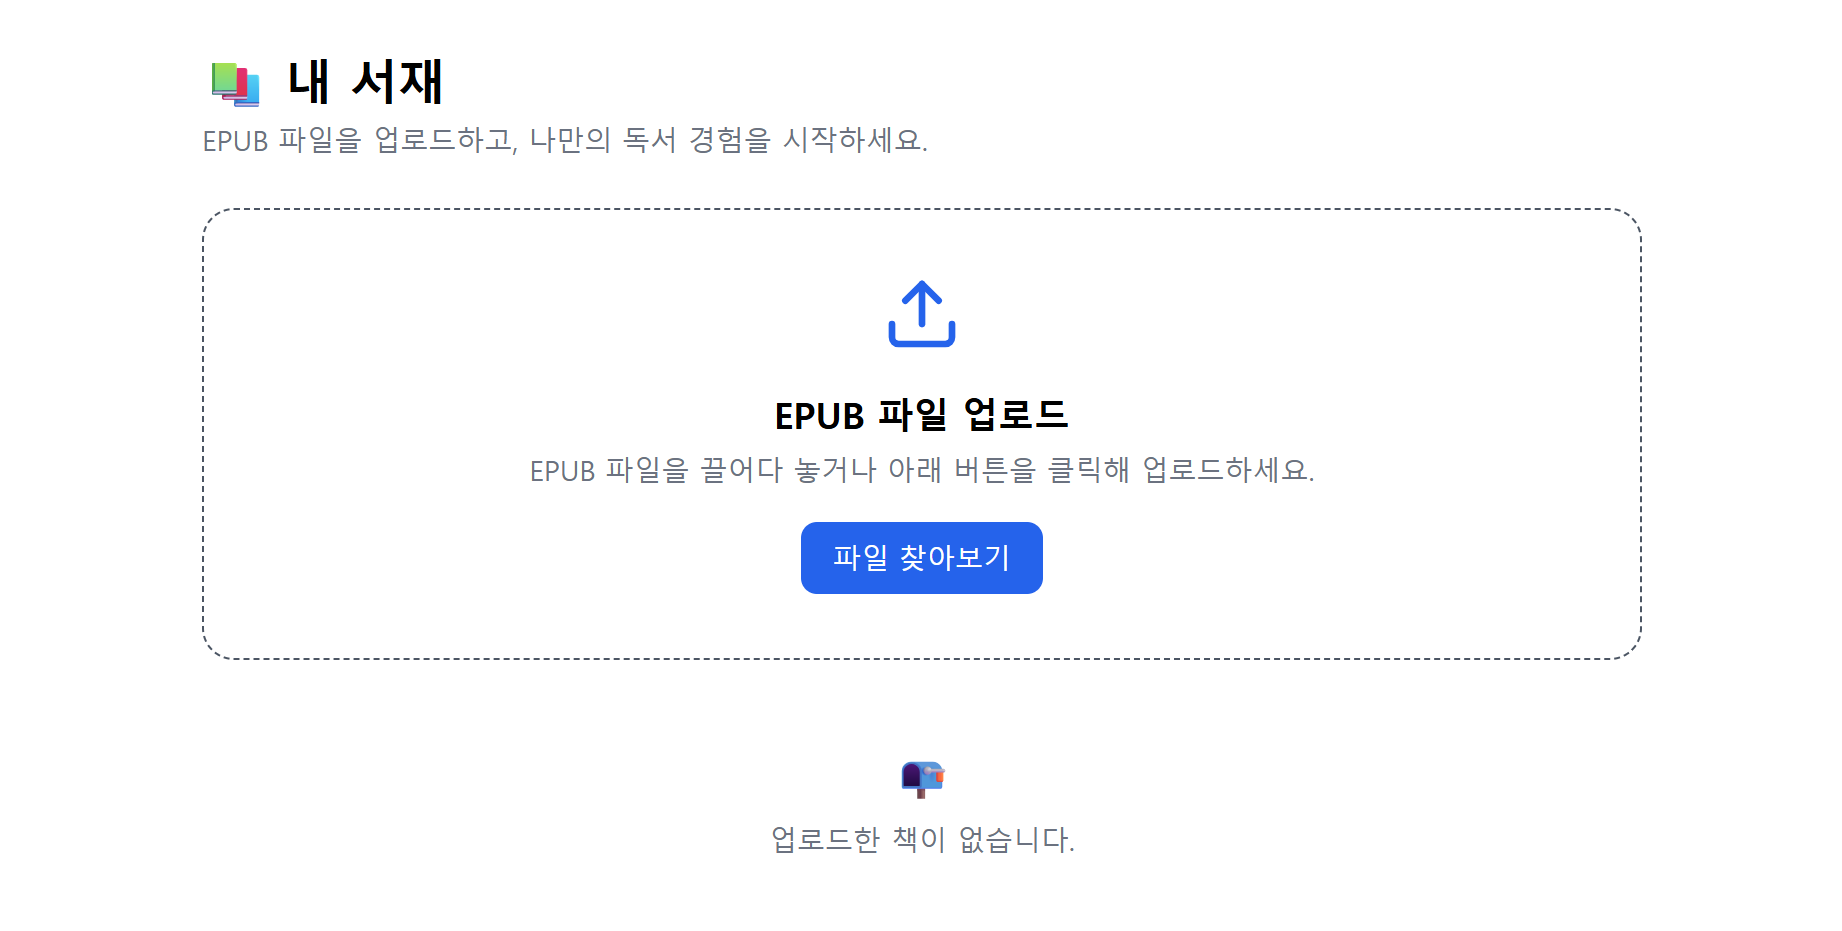 내 서재
EPUB 파일을 업로드하고, 나만의 독서 경험을 시작하세요.
EPUB 파일 업로드
EPUB 파일을 끌어다 놓거나 아래 버튼을 클릭해 업로드하세요.
파일 찾아보기
업로드한 책이 없습니다.